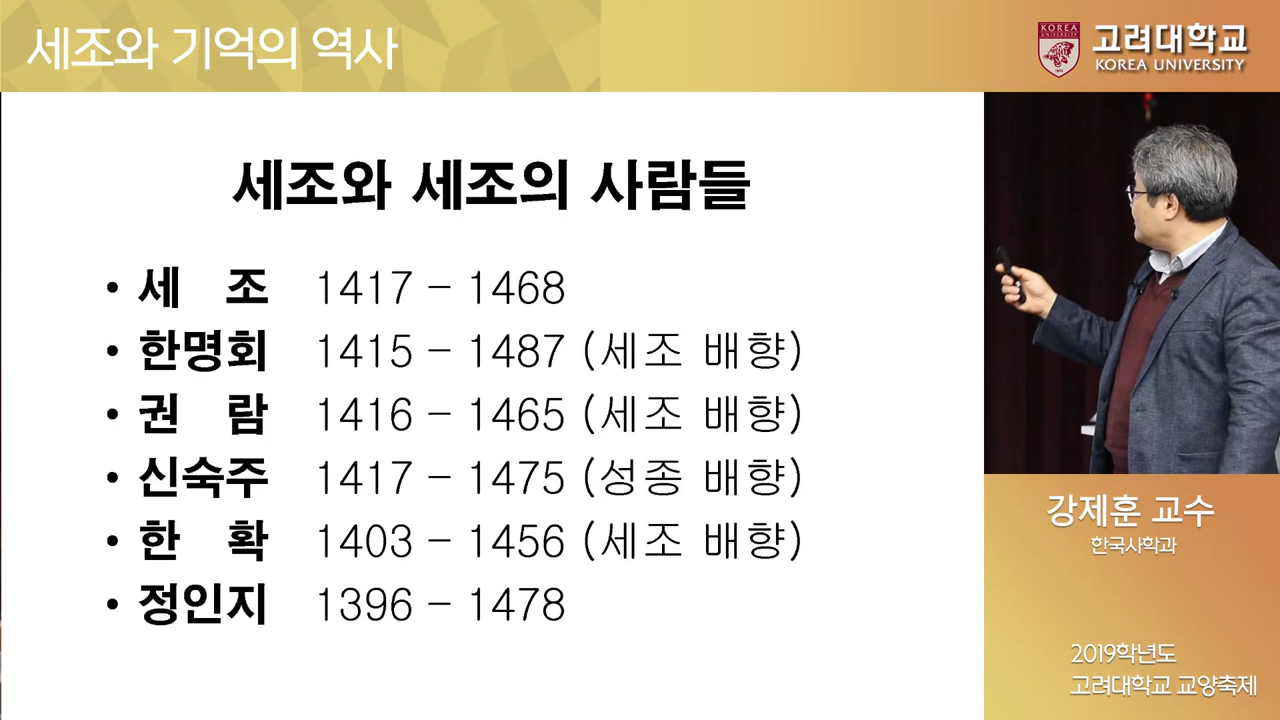 세조와 기억의 역사
KOREA
UNIVERSITY
고려대학교
KOREA UNIVERSITY
세조와 세조의 사람들
• 세 조 1417 – 1468
• 한명회 1415 – 1487 (세조 배향)
• 권 람 1416 – 1465 (세조 배향)
• 신숙주 1417 – 1475 (성종 배향)
• 한 확 1403 – 1456 (세조 배향)
• 정인지 1396 – 1478
강제훈 교수
한국사학과
2019학년도
고려대학교 교양축제